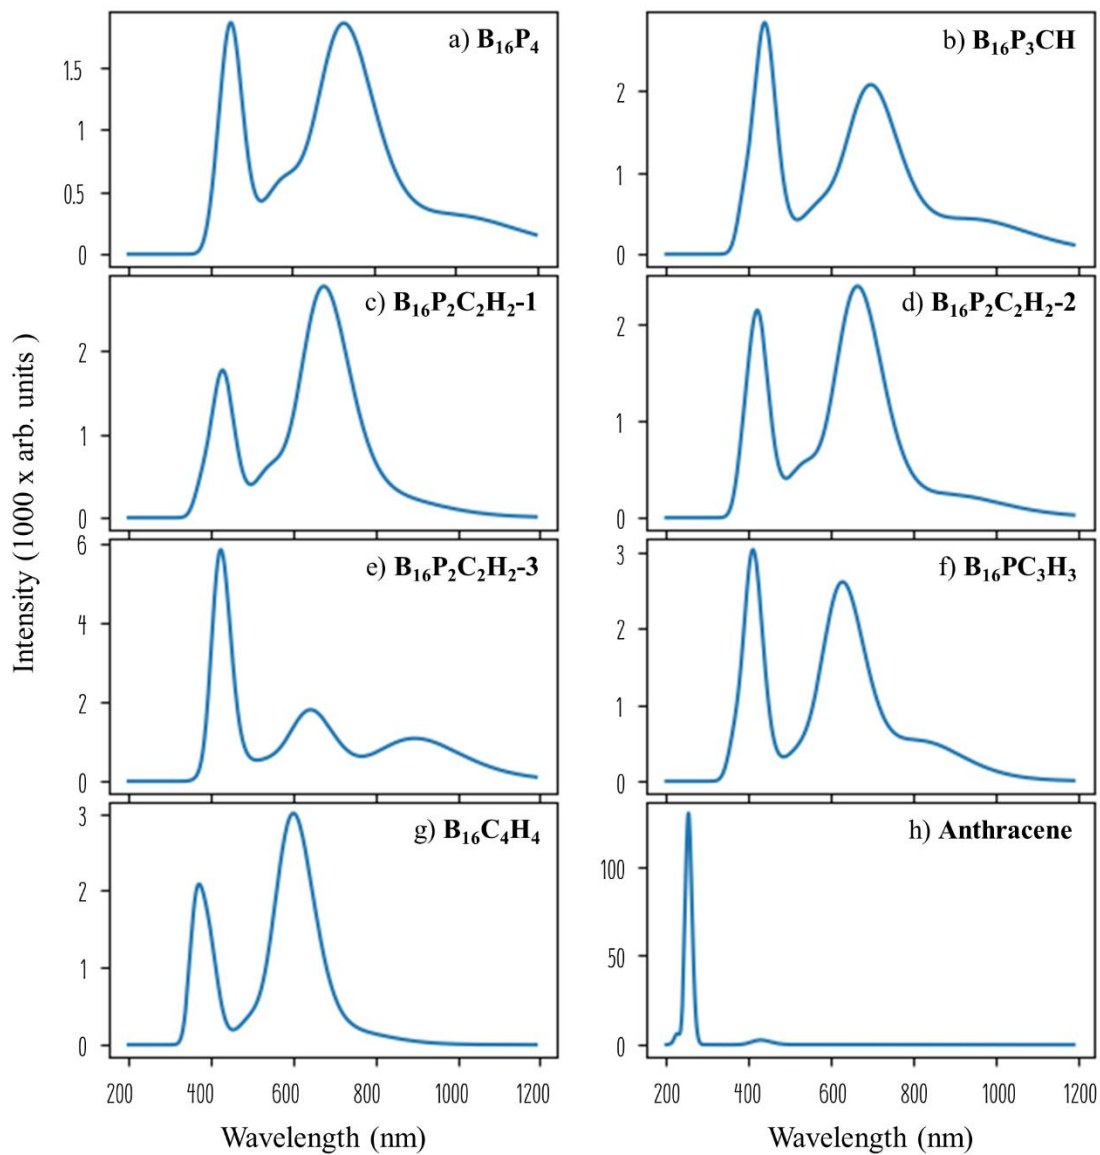 a) B₁₆P₄
1.5
1
0.5
0
b) B₁₆P₃CH
2
1
0
c) B₁₆P₂C₂H₂-1
2
1
0
d) B₁₆P₂C₂H₂-2
2
1
0
e) B₁₆P₂C₂H₂-3
6
4
2
0
f) B₁₆PC₃H₃
3
2
1
0
g) B₁₆C₄H₄
3
2
1
0
h) Anthracene
100
50
0
200 400 600 800 1000 1200
200 400 600 800 1000 1200
Wavelength (nm)
Wavelength (nm)
Intensity (1000 x arb. units )